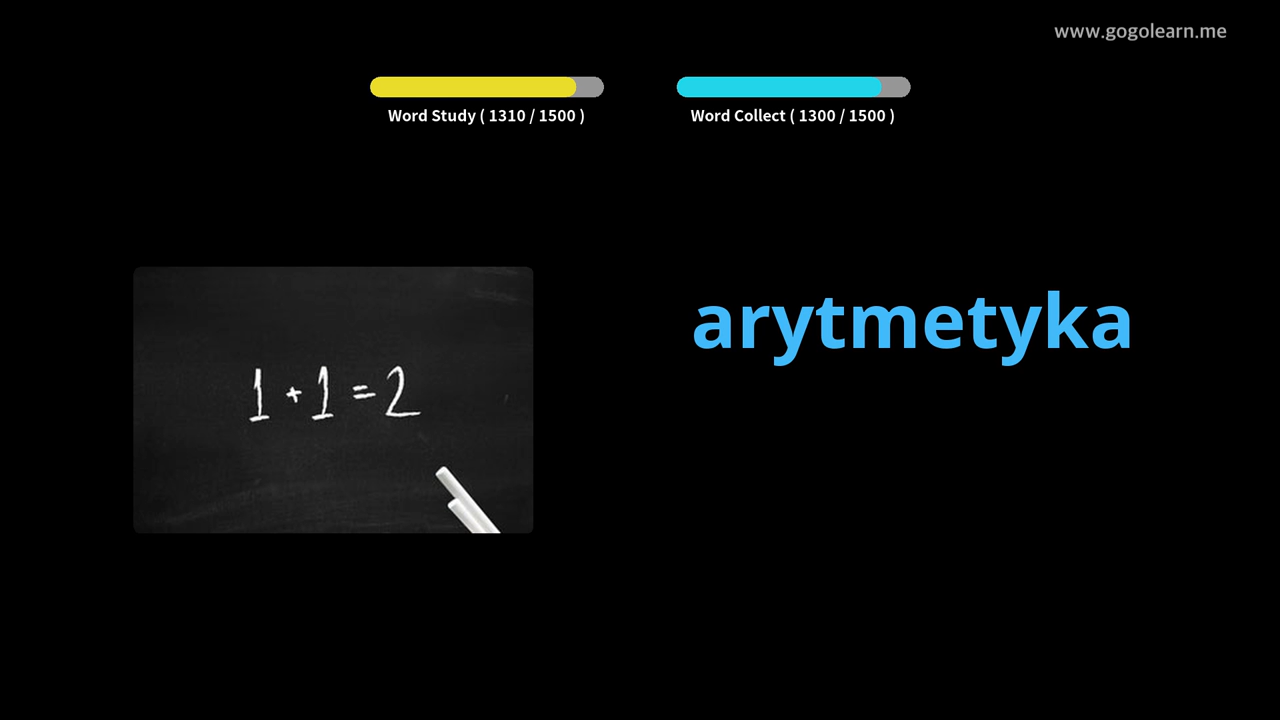 www.gogolearn.me
Word Study ( 1310 / 1500 )
Word Collect ( 1300 / 1500 )
arytmetyka
1 + 1 = 2